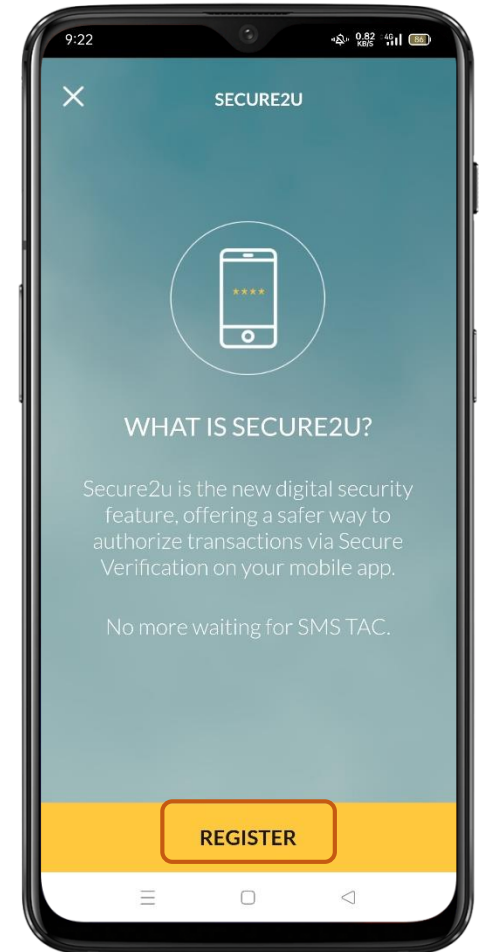 9:22
0.82
KB/S
4G
86
SECURE2U
****
WHAT IS SECURE2U?
Secure2u is the new digital security
feature, offering a safer way to
authorize transactions via Secure
Verification on your mobile app.
No more waiting for SMS TAC.
REGISTER